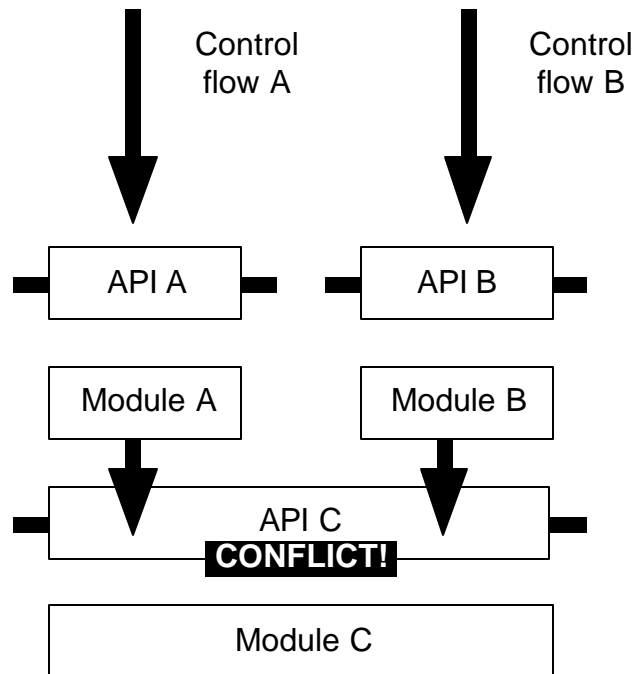 Control
flow A
Control
flow B
API A
API B
Module A
Module B
API C
CONFLICT!
Module C